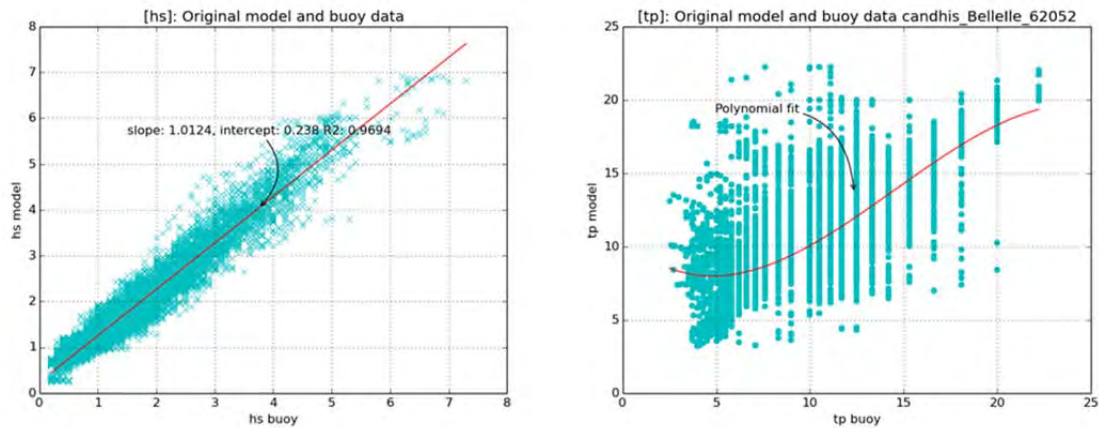 [hs]: Original model and buoy data
8
7
6
5
4
3
2
1
0
hs model
slope: 1.0124, intercept: 0.238 R2: 0.9694
0 1 2 3 4 5 6 7 8
hs buoy
[tp]: Original model and buoy data candhis_BelleIle_62052
25
20
15
10
5
0
tp model
Polynomial fit
0 5 10 15 20 25
tp buoy